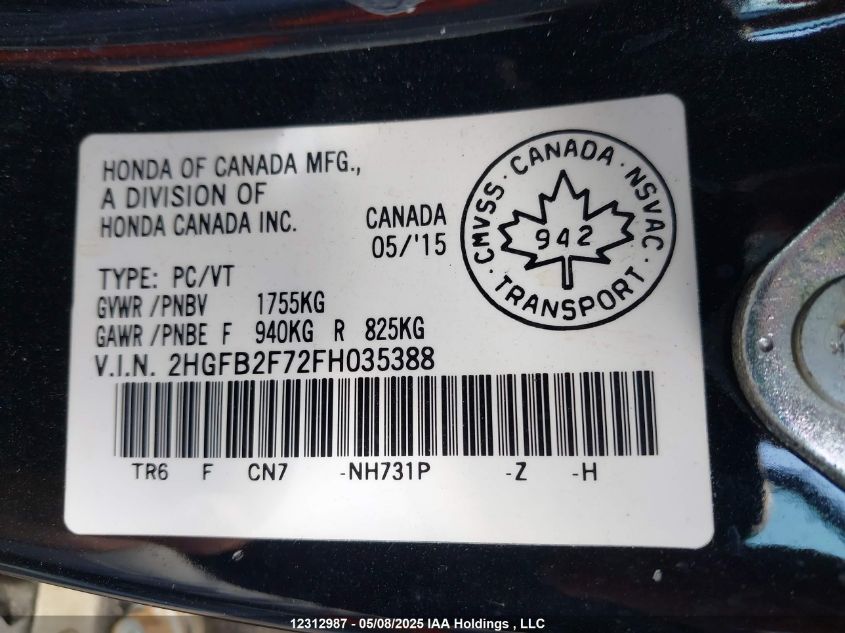 HONDA OF CANADA MFG.,
A DIVISION OF
HONDA CANADA INC.
CANADA
05/'15
CMVSS · CANADA · NSVAC · TRANSPORT ·
942
TYPE: PC/VT
GVWR /PNBV 1755KG
GAWR /PNBE F 940KG R 825KG
V.I.N. 2HGFB2F72FH035388
TR6 F CN7 -NH731P -Z -H
12312987 - 05/08/2025 IAA Holdings , LLC